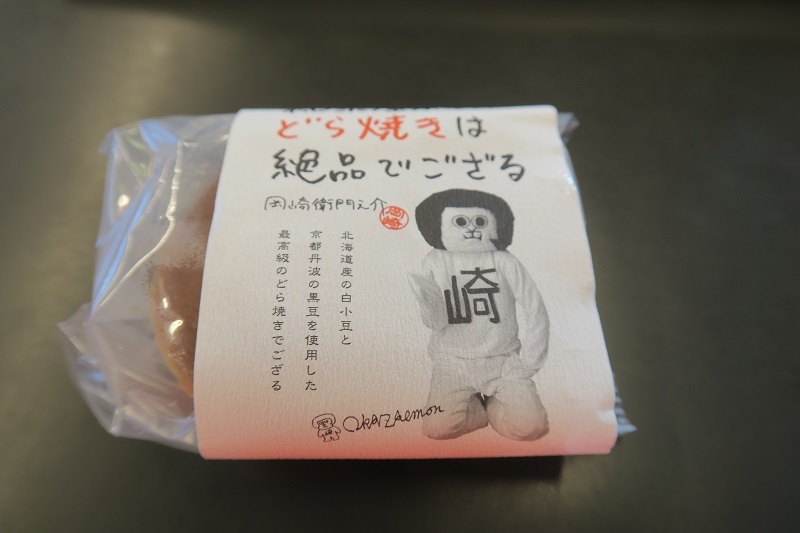 どら焼きは
絶品でござる
岡崎衛門之介
岡崎
北海道産の白小豆と
京都丹波の黒豆を使用した
最高級のどら焼きでござる
崎
OKAZAEmon